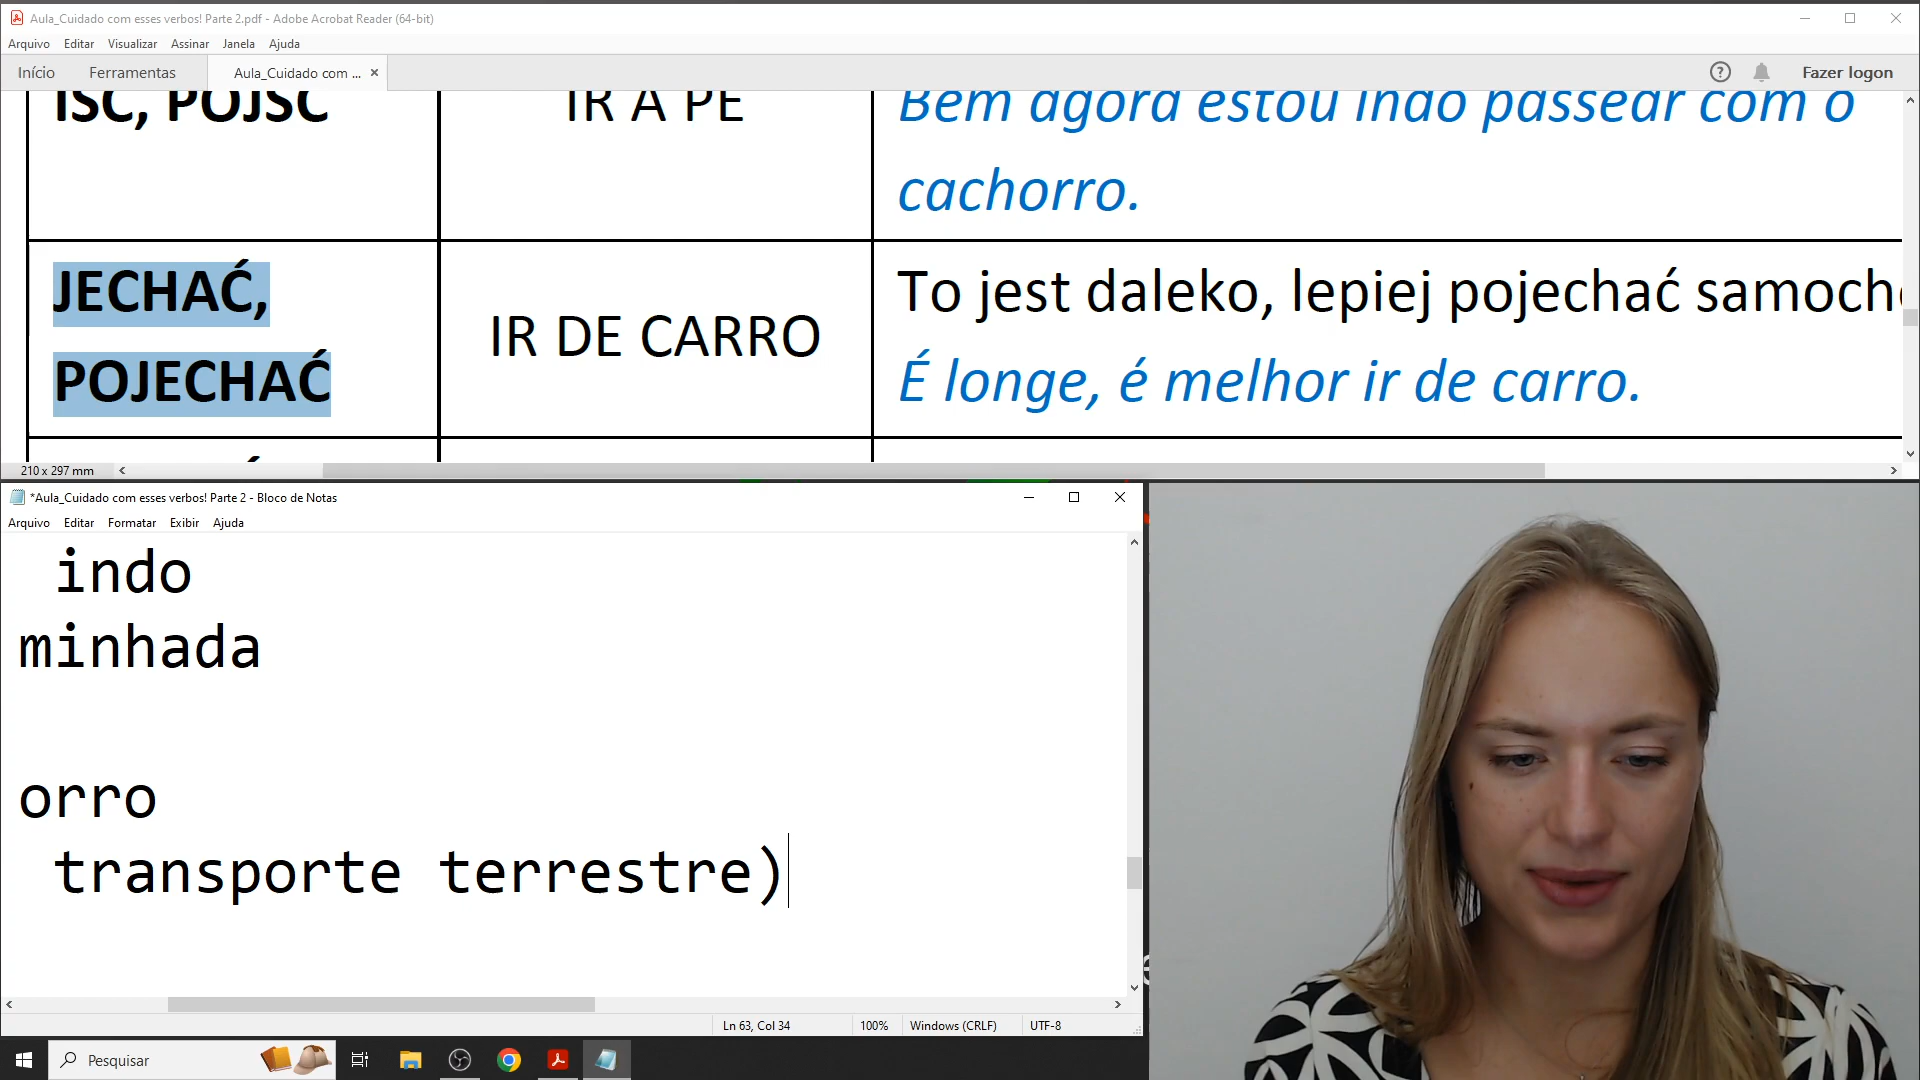 Aula_Cuidado com esses verbos! Parte 2.pdf - Adobe Acrobat Reader (64-bit)
Arquivo Editar Visualizar Assinar Janela Ajuda
Início Ferramentas Aula_Cuidado com ... Fazer logon
IŚĆ, POJŚĆ
IR A PÉ
Bem agora estou indo passear com o
cachorro.
JECHAĆ,
POJECHAĆ
IR DE CARRO
To jest daleko, lepiej pojechać
É longe, é melhor ir de carro.
210 x 297 mm
*Aula_Cuidado com esses verbos! Parte 2 - Bloco de Notas
Arquivo Editar Formatar Exibir Ajuda
indo
minhada
orro
transporte terrestre)
Ln 63, Col 34 100% Windows (CRLF) UTF-8
Pesquisar